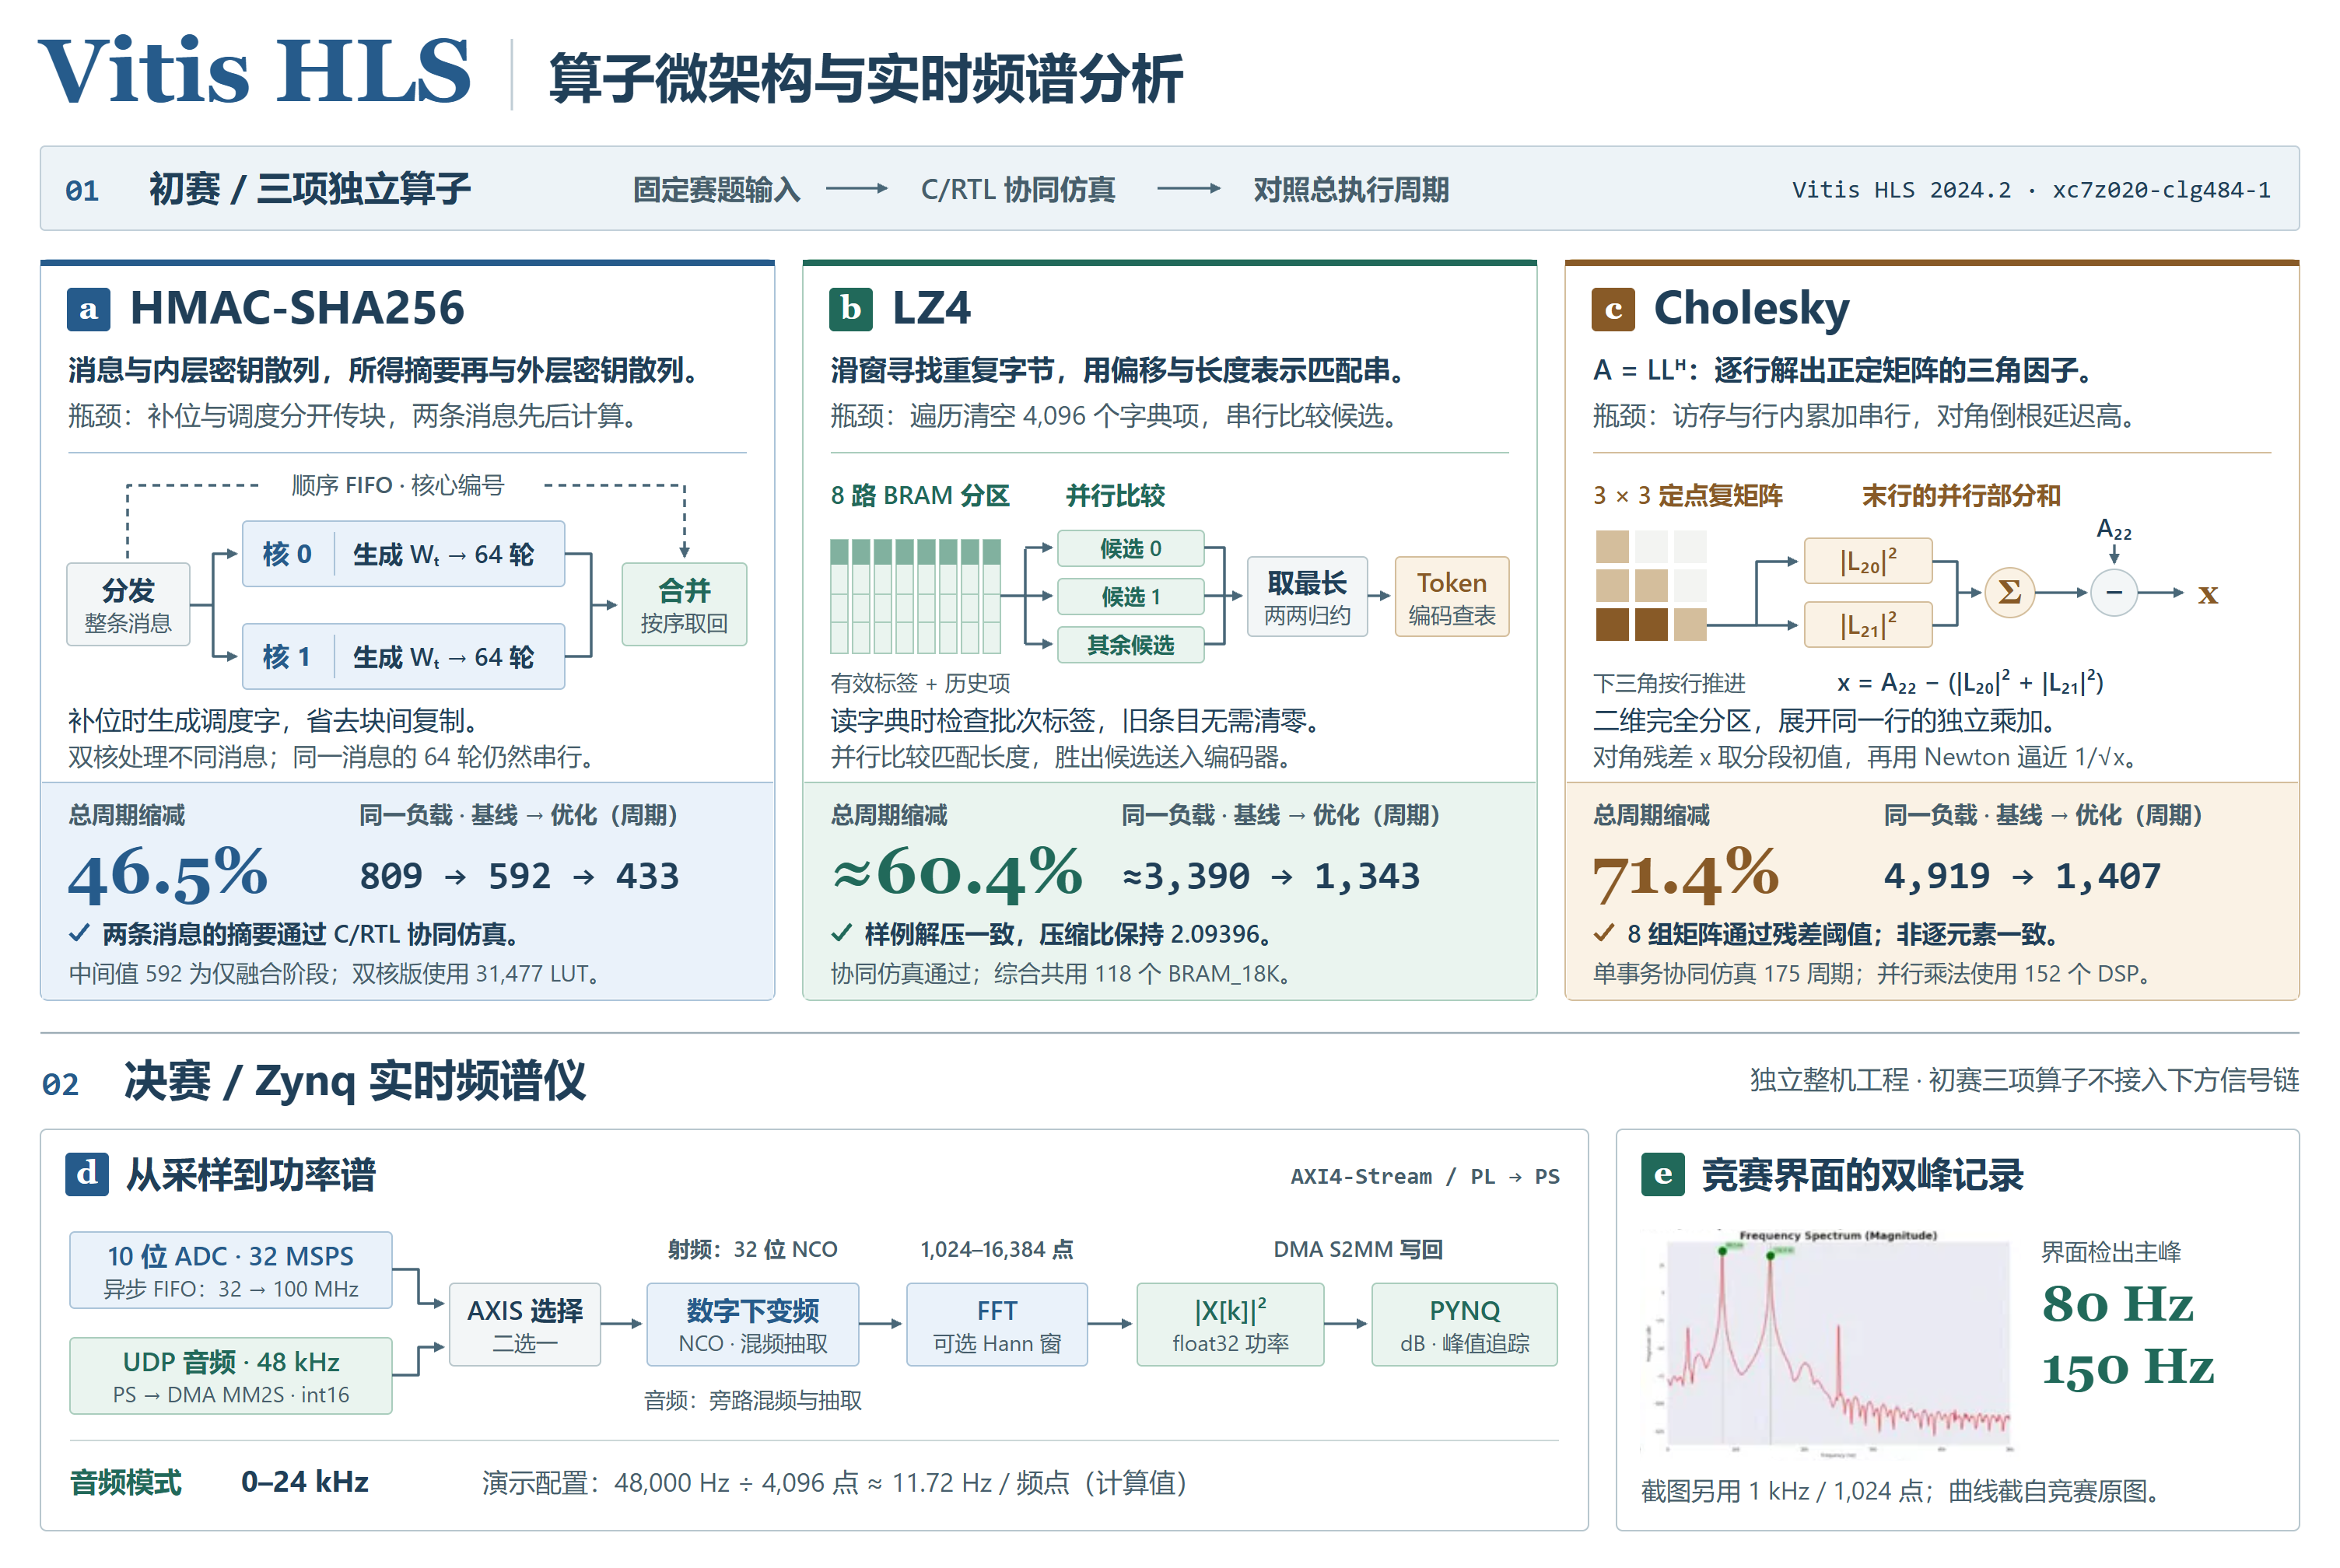 Vitis HLS
算子微架构与实时频谱分析
01 初赛 / 三项独立算子
固定赛题输入 → C/RTL 协同仿真 → 对照总执行周期
Vitis HLS 2024.2 · xc7z020-clg484-1
a HMAC-SHA256
消息与内层密钥散列，所得摘要再与外层密钥散列。
瓶颈：补位与调度分开传块，两条消息先后计算。
顺序 FIFO · 核心编号
分发
整条消息
核 0 生成 Wₜ → 64 轮
核 1 生成 Wₜ → 64 轮
合并
按序取回
补位时生成调度字，省去块间复制。
双核处理不同消息；同一消息的 64 轮仍然串行。
总周期缩减
46.5%
同一负载 · 基线 → 优化（周期）
809 → 592 → 433
✓ 两条消息的摘要通过 C/RTL 协同仿真。
中间值 592 为仅融合阶段；双核版使用 31,477 LUT。
b LZ4
滑窗寻找重复字节，用偏移与长度表示匹配串。
瓶颈：遍历清空 4,096 个字典项，串行比较候选。
8 路 BRAM 分区
并行比较
候选 0
候选 1
其余候选
取最长
两两归约
Token
编码查表
有效标签 + 历史项
读字典时检查批次标签，旧条目无需清零。
并行比较匹配长度，胜出候选送入编码器。
总周期缩减
≈60.4%
同一负载 · 基线 → 优化（周期）
≈3,390 → 1,343
✓ 样例解压一致，压缩比保持 2.09396。
协同仿真通过；综合共用 118 个 BRAM_18K。
c Cholesky
A = LLᴴ：逐行解出正定矩阵的三角因子。
瓶颈：访存与行内累加串行，对角倒根延迟高。
3 × 3 定点复矩阵
末行的并行部分和
A₂₂
|L₂₀|²
|L₂₁|²
Σ
−
x
下三角按行推进
x = A₂₂ − (|L₂₀|² + |L₂₁|²)
二维完全分区，展开同一行的独立乘加。
对角残差 x 取分段初值，再用 Newton 逼近 1/√x。
总周期缩减
71.4%
同一负载 · 基线 → 优化（周期）
4,919 → 1,407
✓ 8 组矩阵通过残差阈值；非逐元素一致。
单事务协同仿真 175 周期；并行乘法使用 152 个 DSP。
02 决赛 / Zynq 实时频谱仪
独立整机工程 · 初赛三项算子不接入下方信号链
d 从采样到功率谱
AXI4-Stream / PL → PS
10 位 ADC · 32 MSPS
异步 FIFO：32 → 100 MHz
UDP 音频 · 48 kHz
PS → DMA MM2S · int16
AXIS 选择
二选一
射频：32 位 NCO
数字下变频
NCO · 混频抽取
音频：旁路混频与抽取
1,024–16,384 点
FFT
可选 Hann 窗
|X[k]|²
float32 功率
DMA S2MM 写回
PYNQ
dB · 峰值追踪
音频模式 0–24 kHz 演示配置：48,000 Hz ÷ 4,096 点 ≈ 11.72 Hz / 频点（计算值）
e 竞赛界面的双峰记录
Frequency Spectrum (Magnitude)
界面检出主峰
80 Hz
150 Hz
截图另用 1 kHz / 1,024 点；曲线截自竞赛原图。